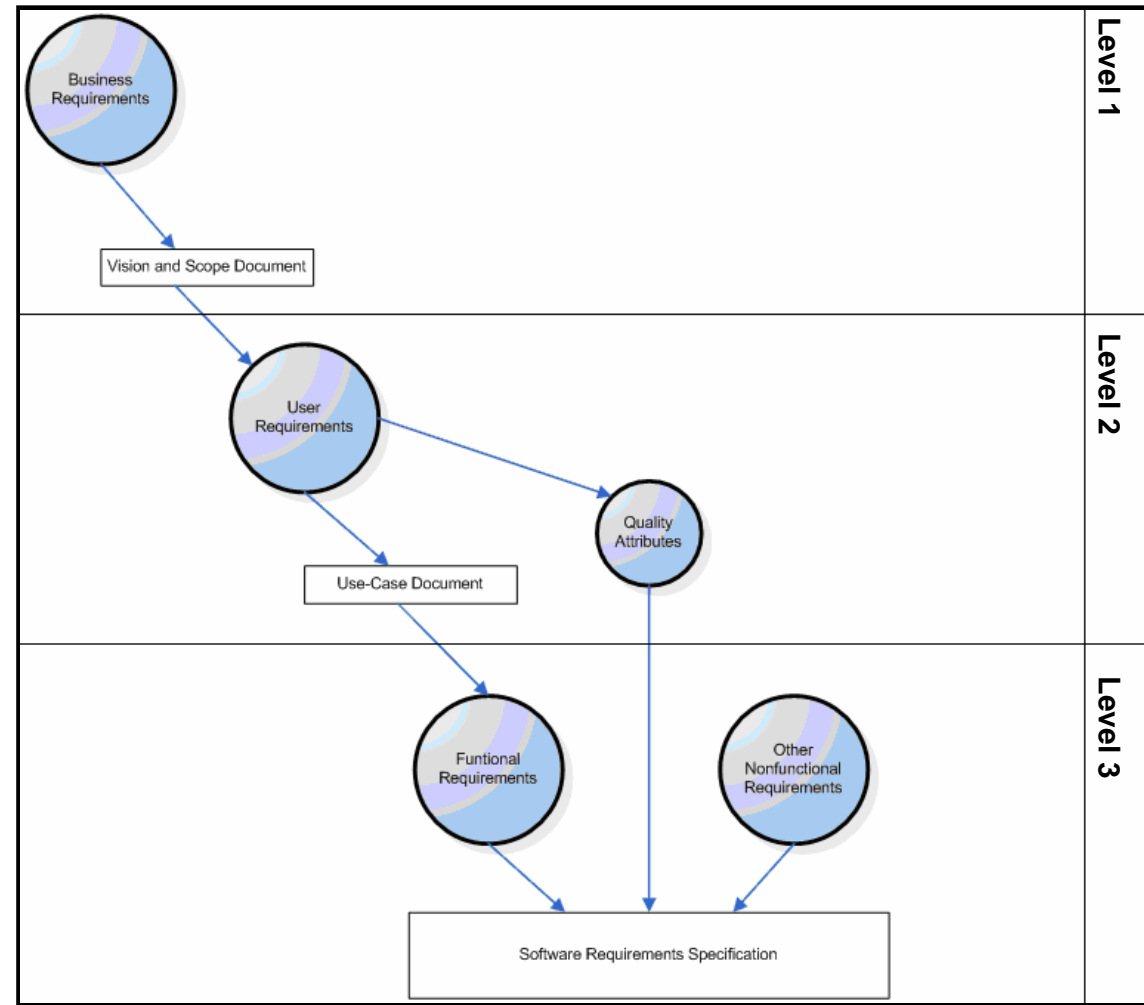 Business
Requirements
Level 1
Vision and Scope Document
Level 2
User
Requirements
Quality
Attributes
Use-Case Document
Level 3
Funtional
Requirements
Other
Nonfunctional
Requirements
Software Requirements Specification